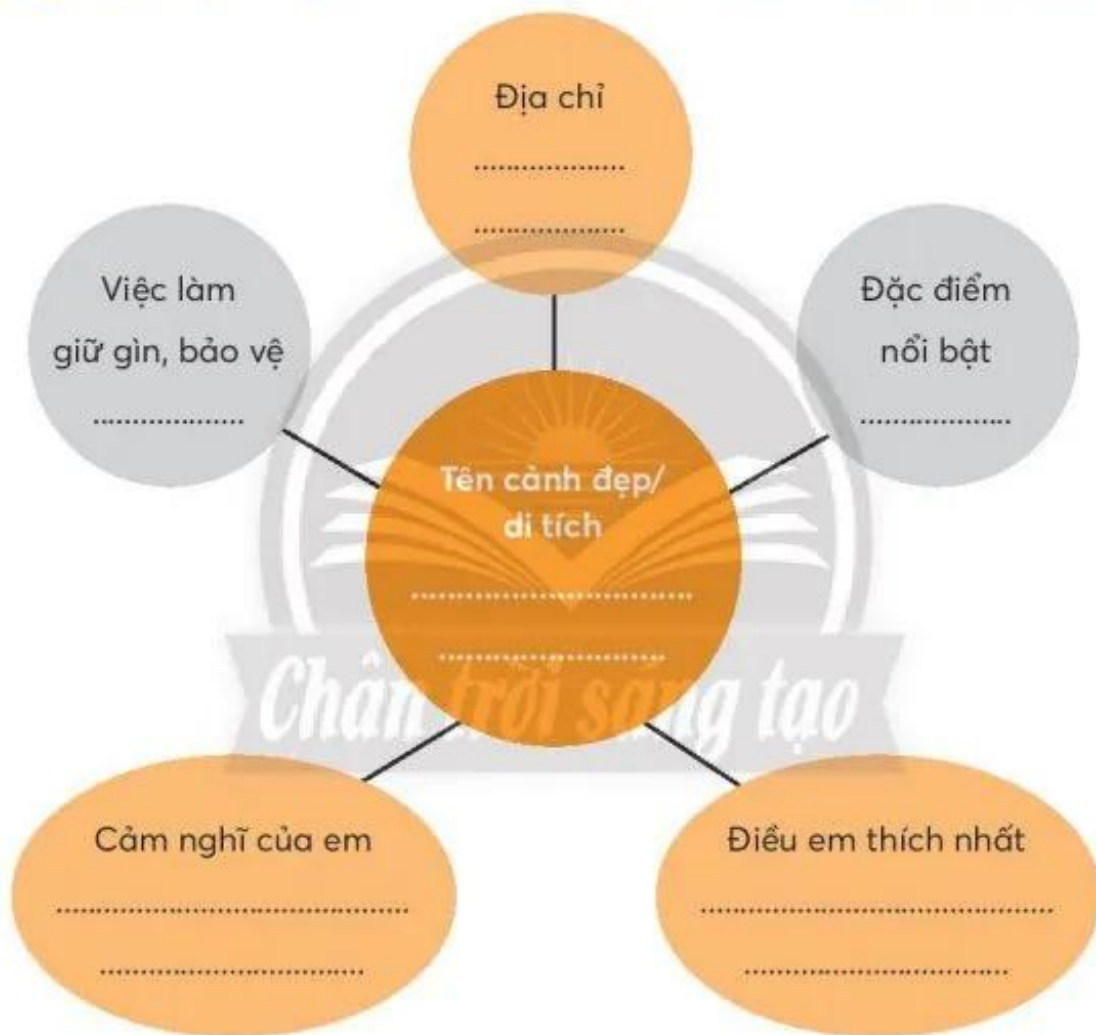 Địa chỉ
....................
....................
Việc làm
giữ gìn, bảo vệ
....................
Đặc điểm
nổi bật
....................
Tên cảnh đẹp/
di tích
....................................
..............................
Chân trời sáng tạo
Cảm nghĩ của em
................................................
....................................
Điều em thích nhất
................................................
....................................